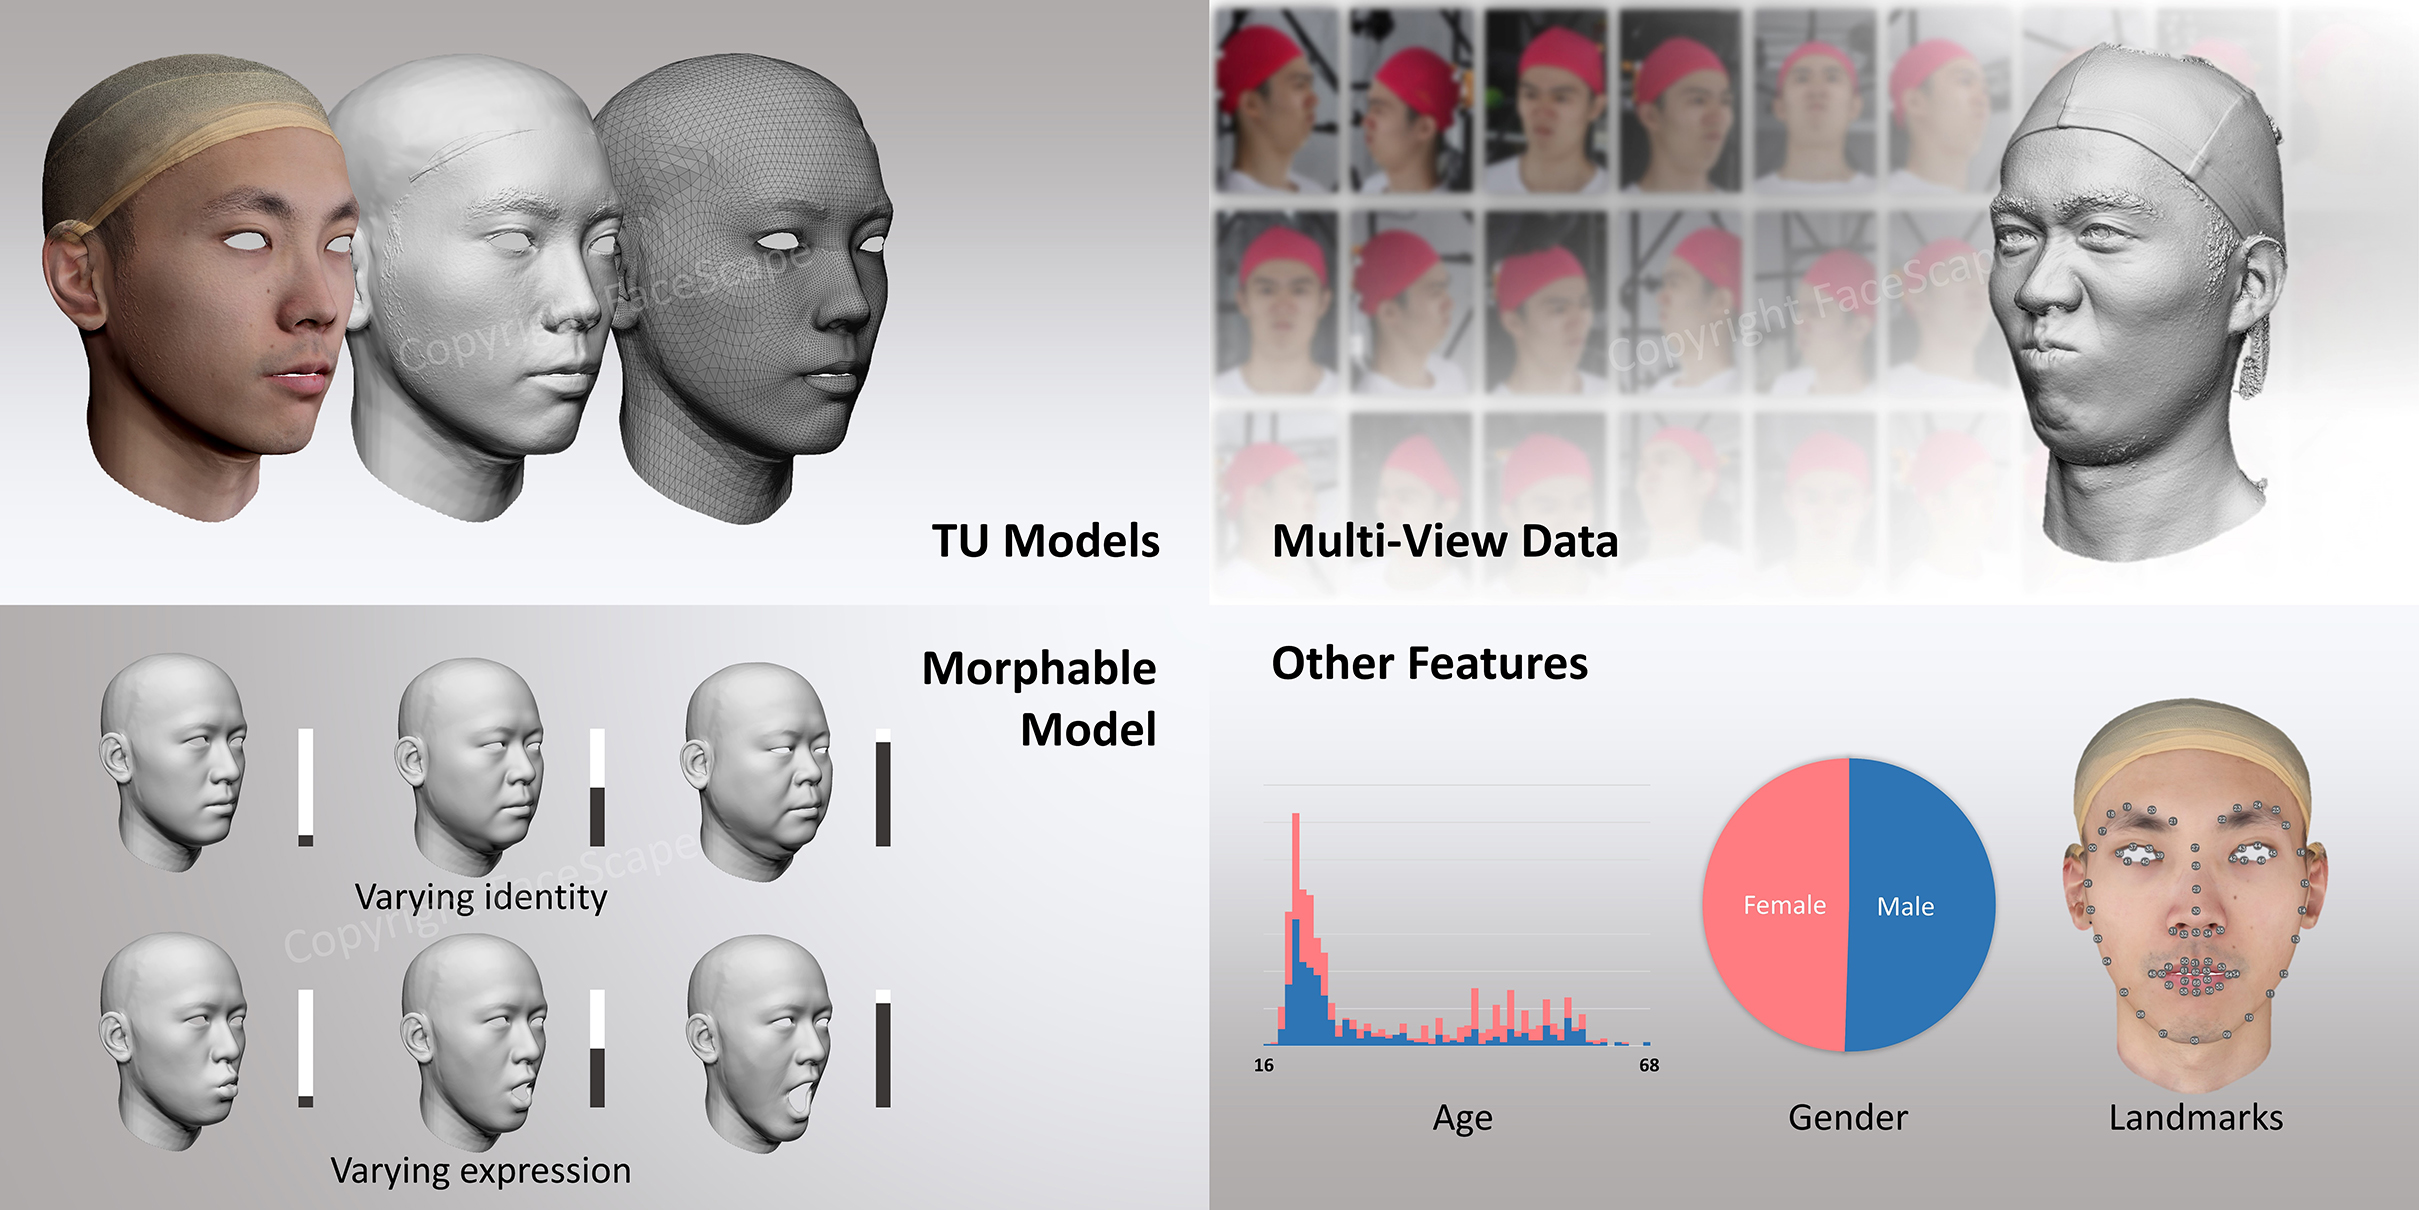 Copyright FaceScape
TU Models
Copyright FaceScape
Multi-View Data
Morphable
Model
Varying identity
Copyright FaceScape
Varying expression
Other Features
16
68
Age
Female
Male
Gender
Landmarks